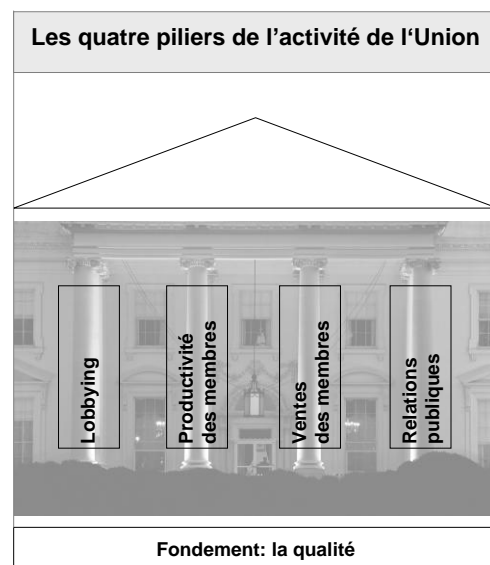 Les quatre piliers de l’activité de l‘Union
Lobbying
Productivité
des membres
Ventes
des membres
Relations
publiques
Fondement: la qualité